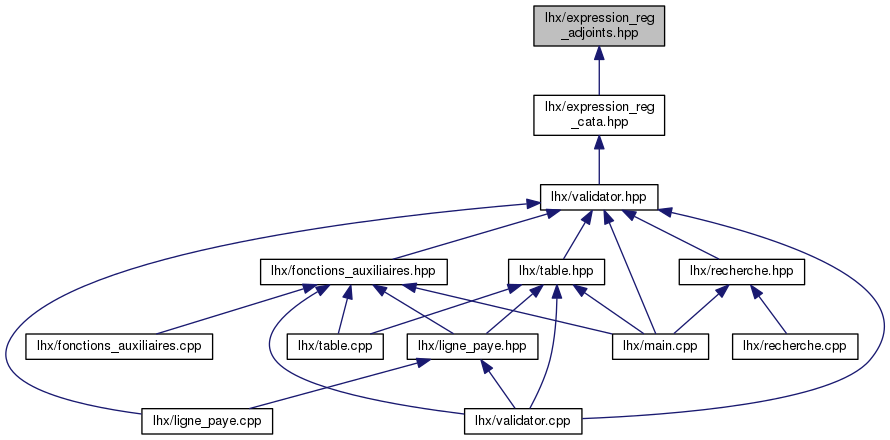 lhx/expression_reg
_adjoints.hpp
lhx/expression_reg
_cata.hpp
lhx/validator.hpp
lhx/fonctions_auxiliaires.hpp
lhx/table.hpp
lhx/recherche.hpp
lhx/fonctions_auxiliaires.cpp
lhx/table.cpp
lhx/ligne_paye.hpp
lhx/main.cpp
lhx/recherche.cpp
lhx/ligne_paye.cpp
lhx/validator.cpp